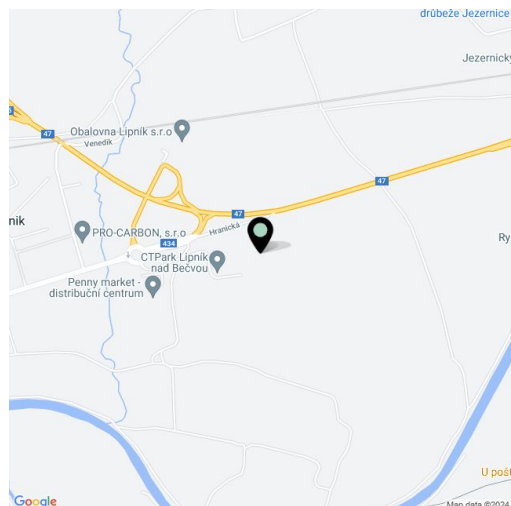 drůbeže Jezernice
Jezernický
Obalovna Lipník s.r.o
47
Venedik
47
47
nik
PRO-CARBON, s.r.o
Hranická
434
Ry
CTPark Lipník
nad Bečvou
Penny market -
distribuční centrum
U pošt
Google
Map data ©2024